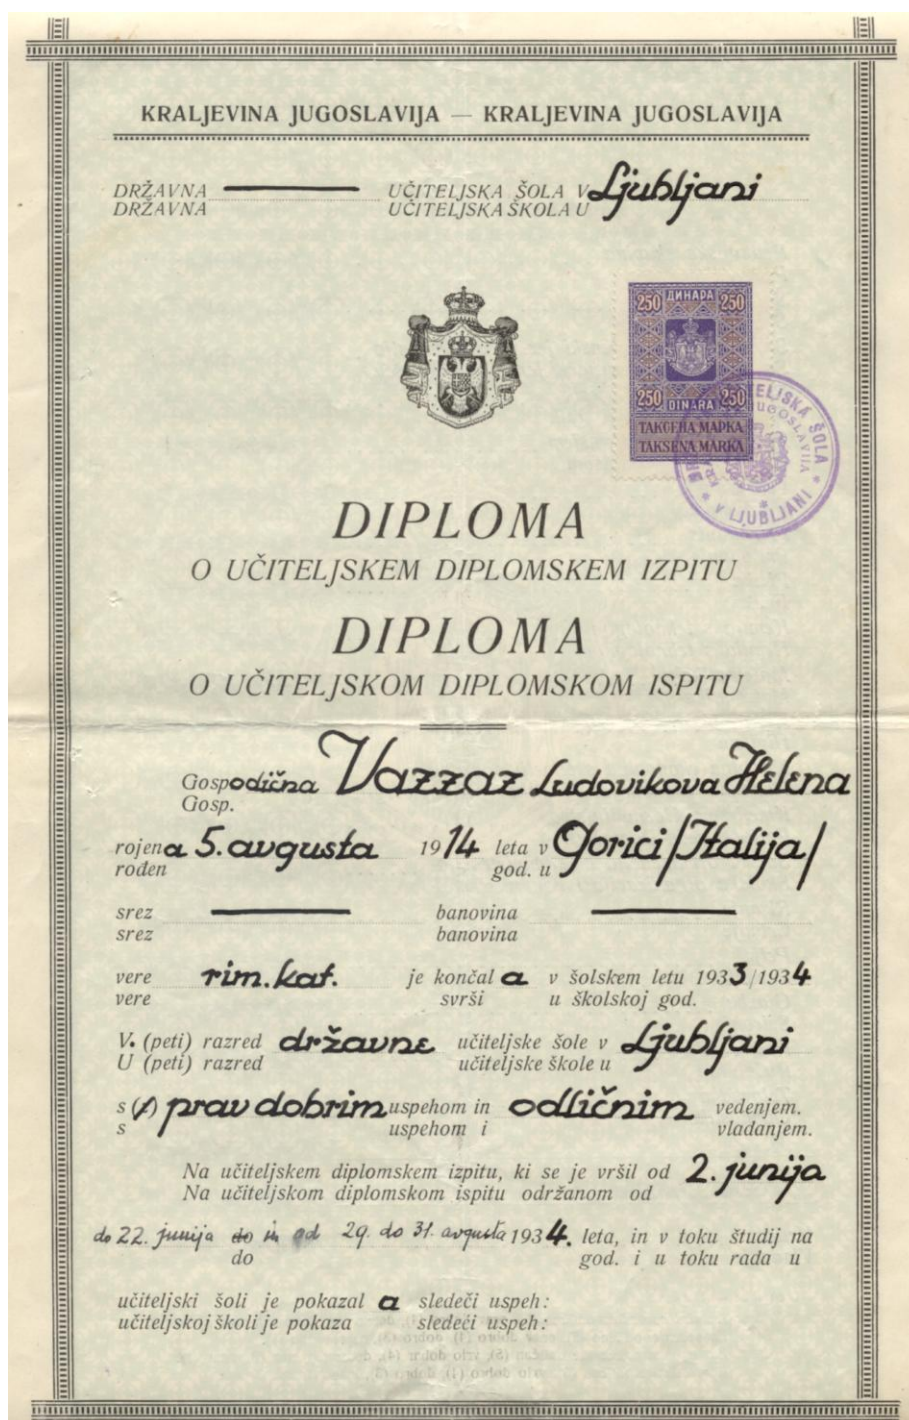 KRALJEVINA JUGOSLAVIJA — KRALJEVINA JUGOSLAVIJA
DRŽAVNA ——— UČITELJSKA ŠOLA V Ljubljani
DRŽAVNA UČITELJSKA ŠKOLA U
250 ДИНАРА 250
250 DINARA 250
ТАКСЕНА МАРКА
TAKSENA MARKA
UČITELJSKA ŠOLA
JUGOSLAVIJA
V LJUBLJANI
DIPLOMA
O UČITELJSKEM DIPLOMSKEM IZPITU
DIPLOMA
O UČITELJSKOM DIPLOMSKOM ISPITU
Gospodična Vazzaz Ludovikova Helena
Gosp.
rojena 5. avgusta 1914 leta v Gorici /Italija/
rođen god. u
srez ——— banovina ———
srez banovina
vere rim. kat. je končala v šolskem letu 1933/1934
vere svrši u školskoj god.
V. (peti) razred državne učiteljske šole v Ljubljani
U (peti) razred učiteljske škole u
s (z) prav dobrim uspehom in odličnim vedenjem.
s uspehom i vladanjem.
Na učiteljskem diplomskem izpitu, ki se je vršil od 2. junija
Na učiteljskom diplomskom ispitu održanom od
do 22. junija do in od 29. do 31. avgusta 1934. leta, in v toku študij na
do god. i u toku rada u
učiteljski šoli je pokazala sledeči uspeh:
učiteljskoj školi je pokaza sledeći uspeh: